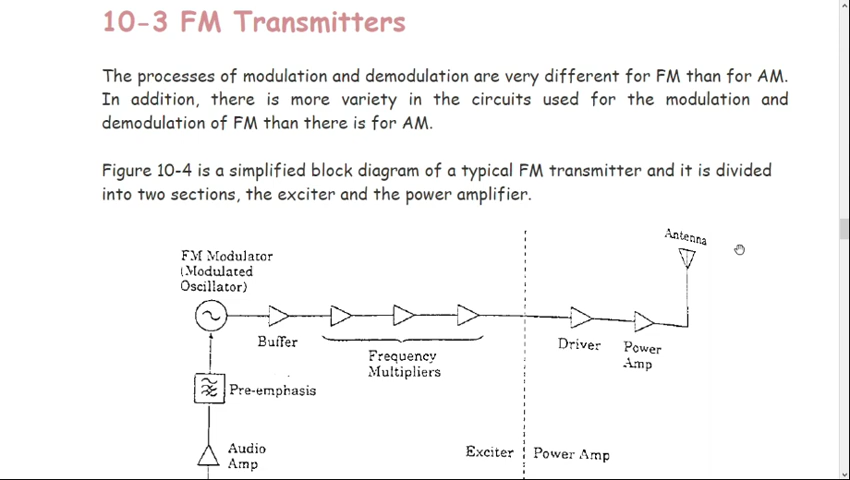 10-3 FM Transmitters
The processes of modulation and demodulation are very different for FM than for AM.
In addition, there is more variety in the circuits used for the modulation and
demodulation of FM than there is for AM.
Figure 10-4 is a simplified block diagram of a typical FM transmitter and it is divided
into two sections, the exciter and the power amplifier.
Antenna
FM Modulator
(Modulated
Oscillator)
Buffer
Frequency
Multipliers
Driver
Power
Amp
Pre-emphasis
Audio
Amp
Exciter
Power Amp